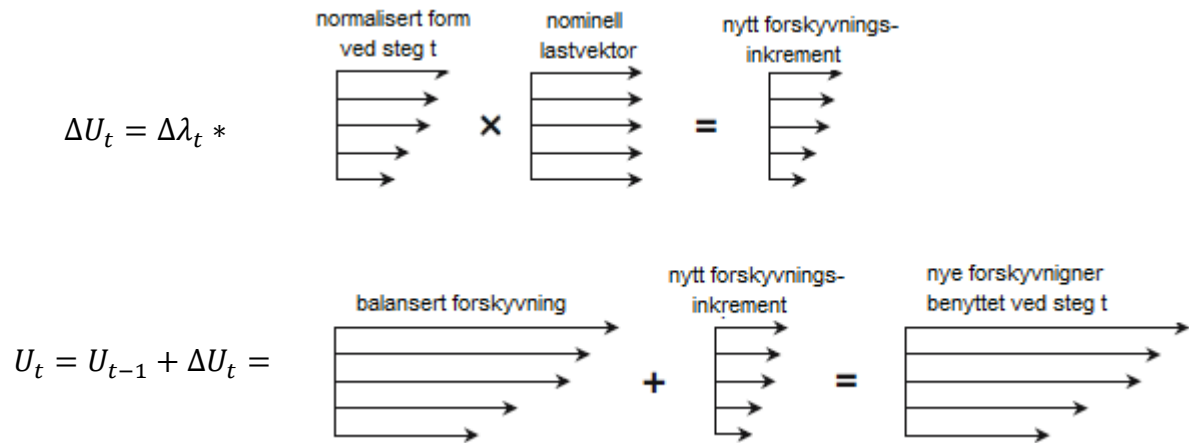 normalisert form
ved steg t
nominell
lastvektor
nytt forskyvnings-
inkrement
ΔU_t = Δλ_t * × =
balansert forskyvning
nytt forskyvnings-
inkrement
nye forskyvnigner
benyttet ved steg t
U_t = U_{t−1} + ΔU_t = + =